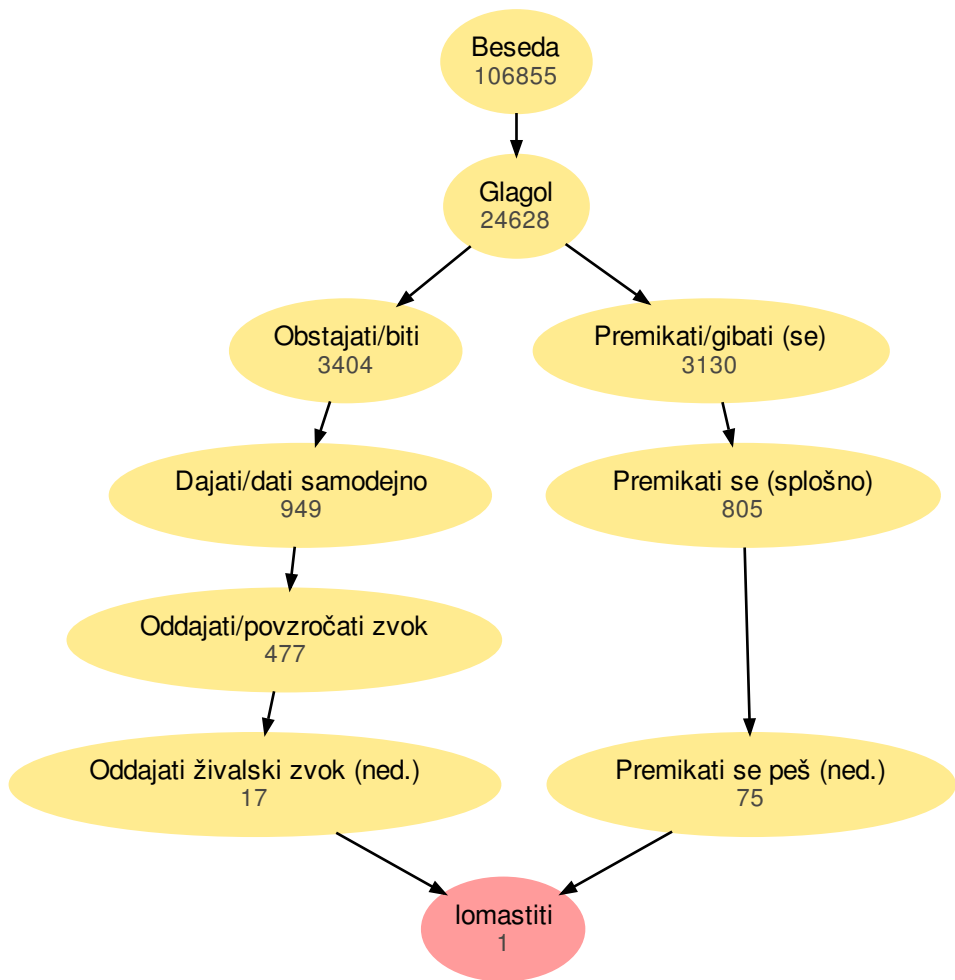 Beseda
106855
Glagol
24628
Obstajati/biti
3404
Premikati/gibati (se)
3130
Dajati/dati samodejno
949
Premikati se (splošno)
805
Oddajati/povzročati zvok
477
Oddajati živalski zvok (ned.)
17
Premikati se peš (ned.)
75
lomastiti
1